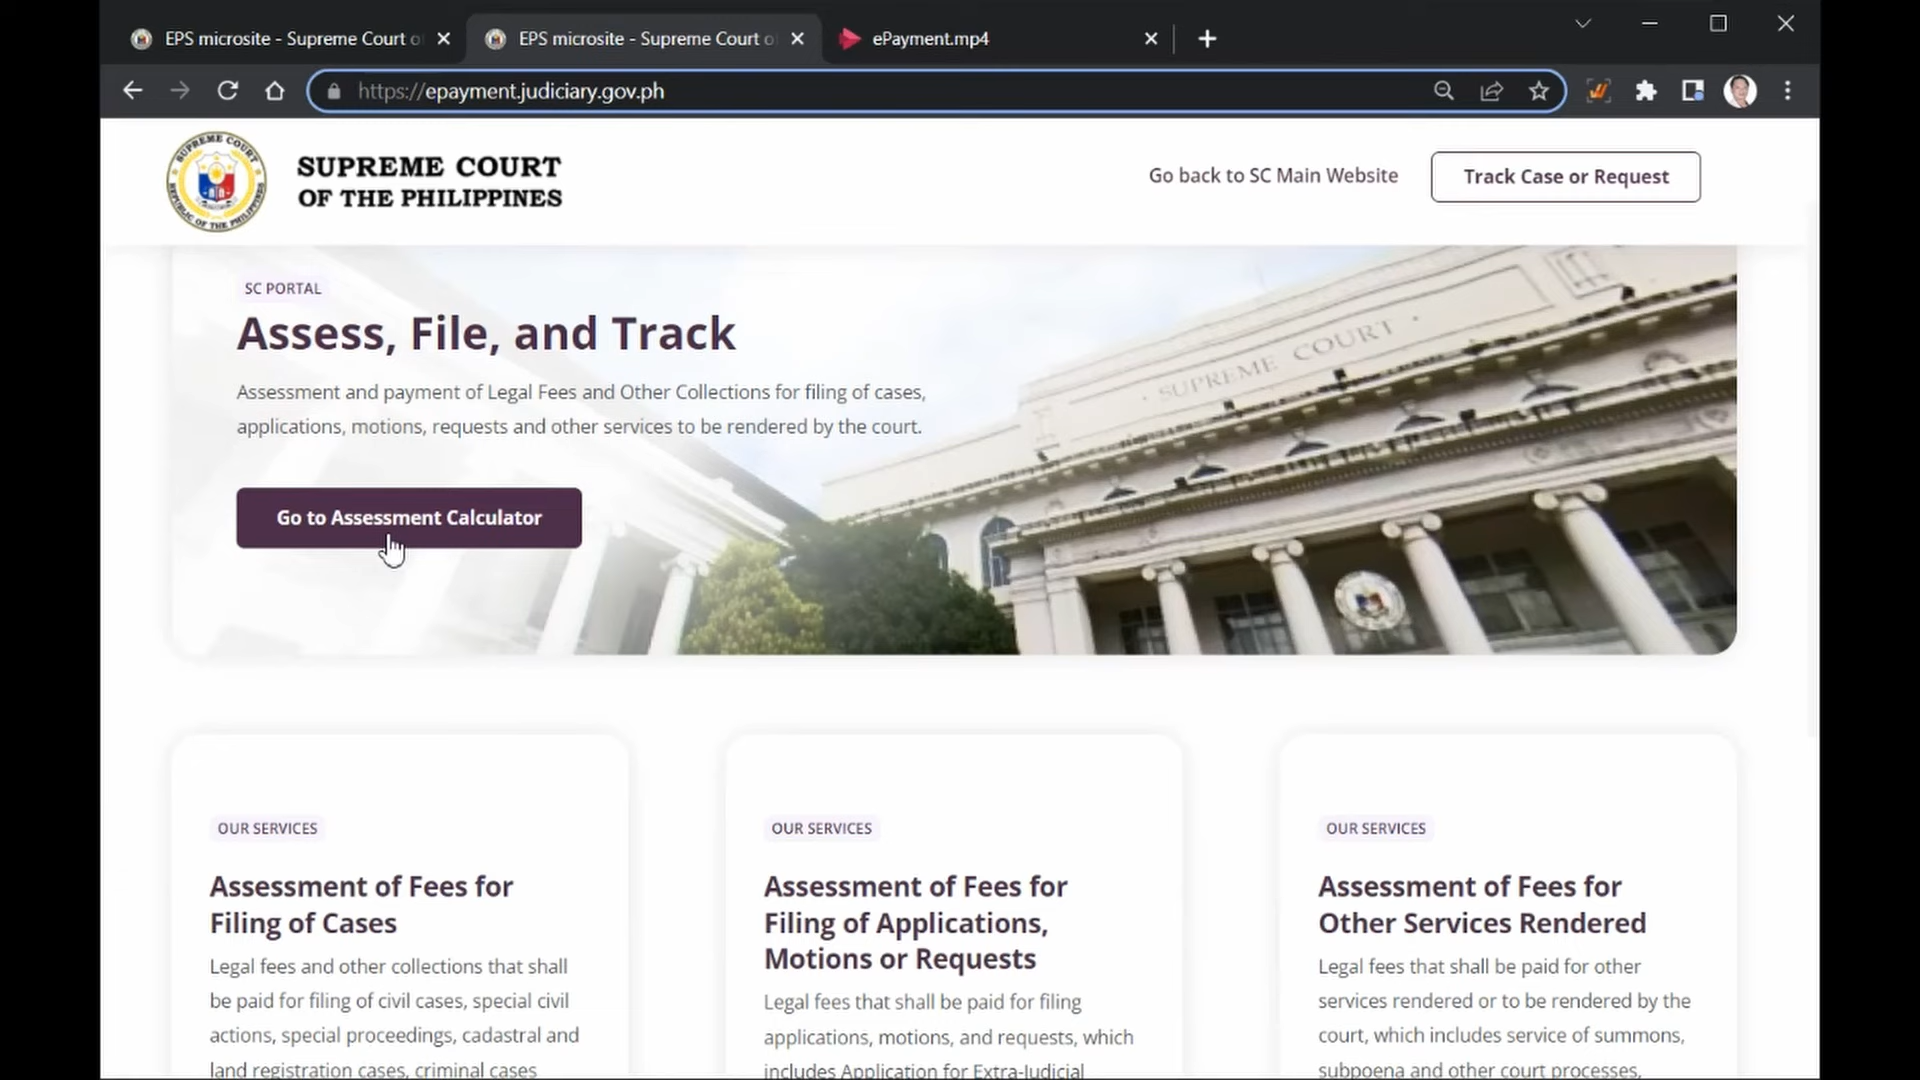 EPS microsite - Supreme Court o
EPS microsite - Supreme Court o
ePayment.mp4
https://epayment.judiciary.gov.ph
SUPREME COURT
OF THE PHILIPPINES
SUPREME COURT
REPUBLIC OF THE PHILIPPINES
Go back to SC Main Website
Track Case or Request
SC PORTAL
Assess, File, and Track
Assessment and payment of Legal Fees and Other Collections for filing of cases,
applications, motions, requests and other services to be rendered by the court.
Go to Assessment Calculator
· SUPREME COURT ·
OUR SERVICES
Assessment of Fees for
Filing of Cases
Legal fees and other collections that shall
be paid for filing of civil cases, special civil
actions, special proceedings, cadastral and
land registration cases, criminal cases
OUR SERVICES
Assessment of Fees for
Filing of Applications,
Motions or Requests
Legal fees that shall be paid for filing
applications, motions, and requests, which
includes Application for Extra-Judicial
OUR SERVICES
Assessment of Fees for
Other Services Rendered
Legal fees that shall be paid for other
services rendered or to be rendered by the
court, which includes service of summons,
subpoena and other court processes,